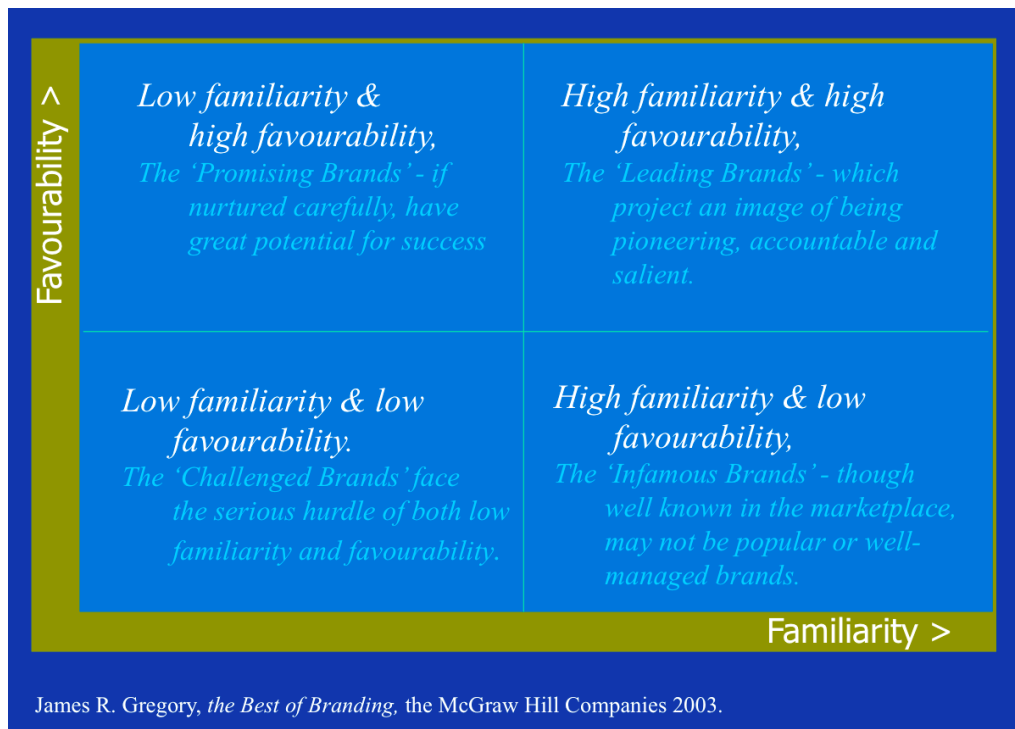 Favourability >
Low familiarity &
high favourability,
The ‘Promising Brands’ - if
nurtured carefully, have
great potential for success
High familiarity & high
favourability,
The ‘Leading Brands’ - which
project an image of being
pioneering, accountable and
salient.
Low familiarity & low
favourability.
The ‘Challenged Brands’ face
the serious hurdle of both low
familiarity and favourability.
High familiarity & low
favourability,
The ‘Infamous Brands’ - though
well known in the marketplace,
may not be popular or well-
managed brands.
Familiarity >
James R. Gregory, the Best of Branding, the McGraw Hill Companies 2003.